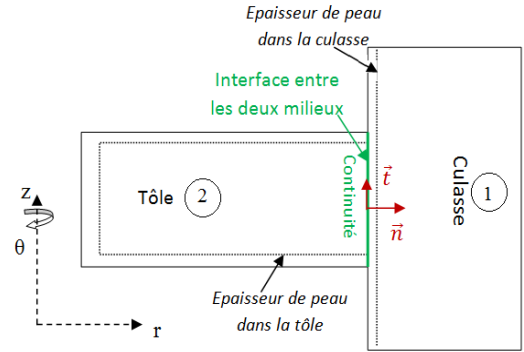 Epaisseur de peau
dans la culasse
Interface entre
les deux milieux
Tôle 2
Continuité
t
n
Culasse
1
z
θ
r
Epaisseur de peau
dans la tôle